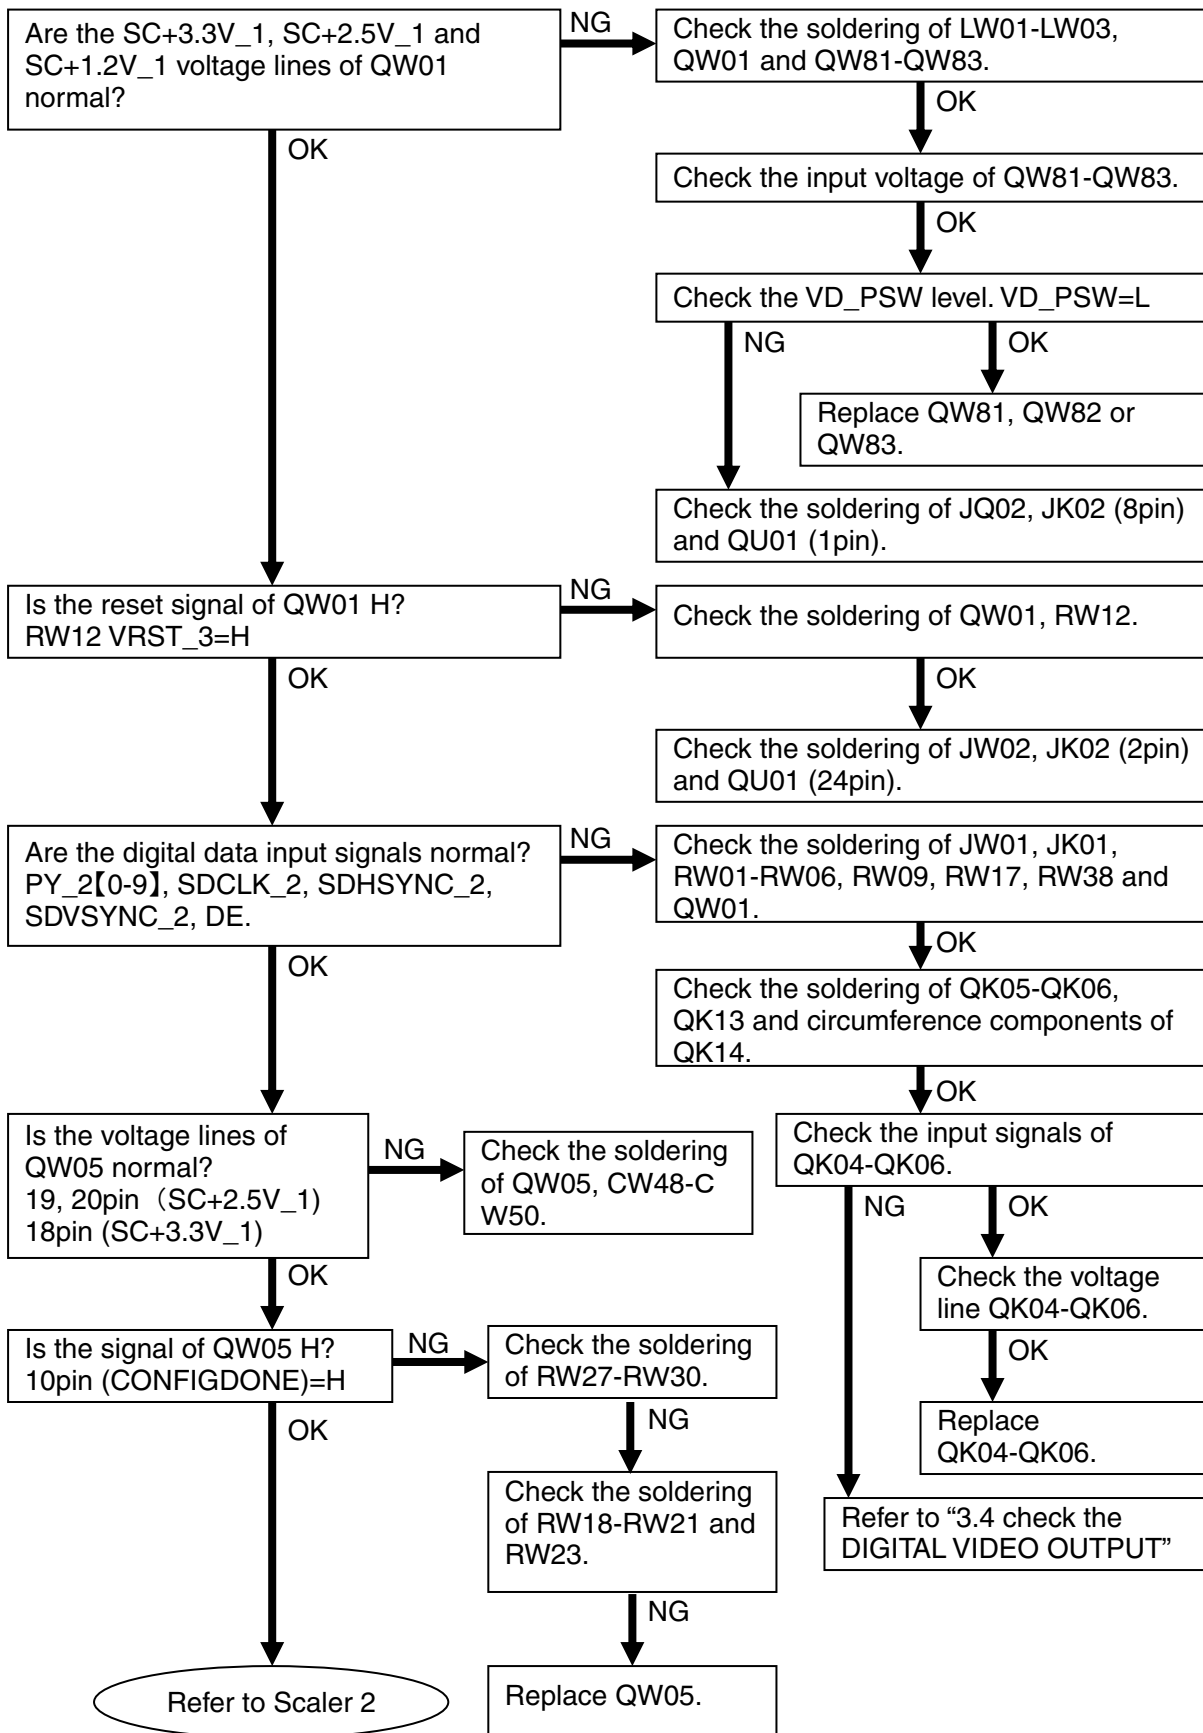 Are the SC+3.3V_1, SC+2.5V_1 and
SC+1.2V_1 voltage lines of QW01
normal?
NG
Check the soldering of LW01-LW03,
QW01 and QW81-QW83.
OK
OK
Check the input voltage of QW81-QW83.
OK
Check the VD_PSW level. VD_PSW=L
NG
OK
Replace QW81, QW82 or
QW83.
Check the soldering of JQ02, JK02 (8pin)
and QU01 (1pin).
Is the reset signal of QW01 H?
RW12 VRST_3=H
NG
Check the soldering of QW01, RW12.
OK
OK
Check the soldering of JW02, JK02 (2pin)
and QU01 (24pin).
Are the digital data input signals normal?
PY_2【0-9】, SDCLK_2, SDHSYNC_2,
SDVSYNC_2, DE.
NG
Check the soldering of JW01, JK01,
RW01-RW06, RW09, RW17, RW38 and
QW01.
OK
OK
Check the soldering of QK05-QK06,
QK13 and circumference components of
QK14.
OK
Is the voltage lines of
QW05 normal?
19, 20pin (SC+2.5V_1)
18pin (SC+3.3V_1)
NG
Check the soldering
of QW05, CW48-C
W50.
Check the input signals of
QK04-QK06.
NG
OK
OK
Check the voltage
line QK04-QK06.
OK
Is the signal of QW05 H?
10pin (CONFIGDONE)=H
NG
Check the soldering
of RW27-RW30.
OK
NG
Replace
QK04-QK06.
Check the soldering
of RW18-RW21 and
RW23.
Refer to “3.4 check the
DIGITAL VIDEO OUTPUT”
NG
Refer to Scaler 2
Replace QW05.